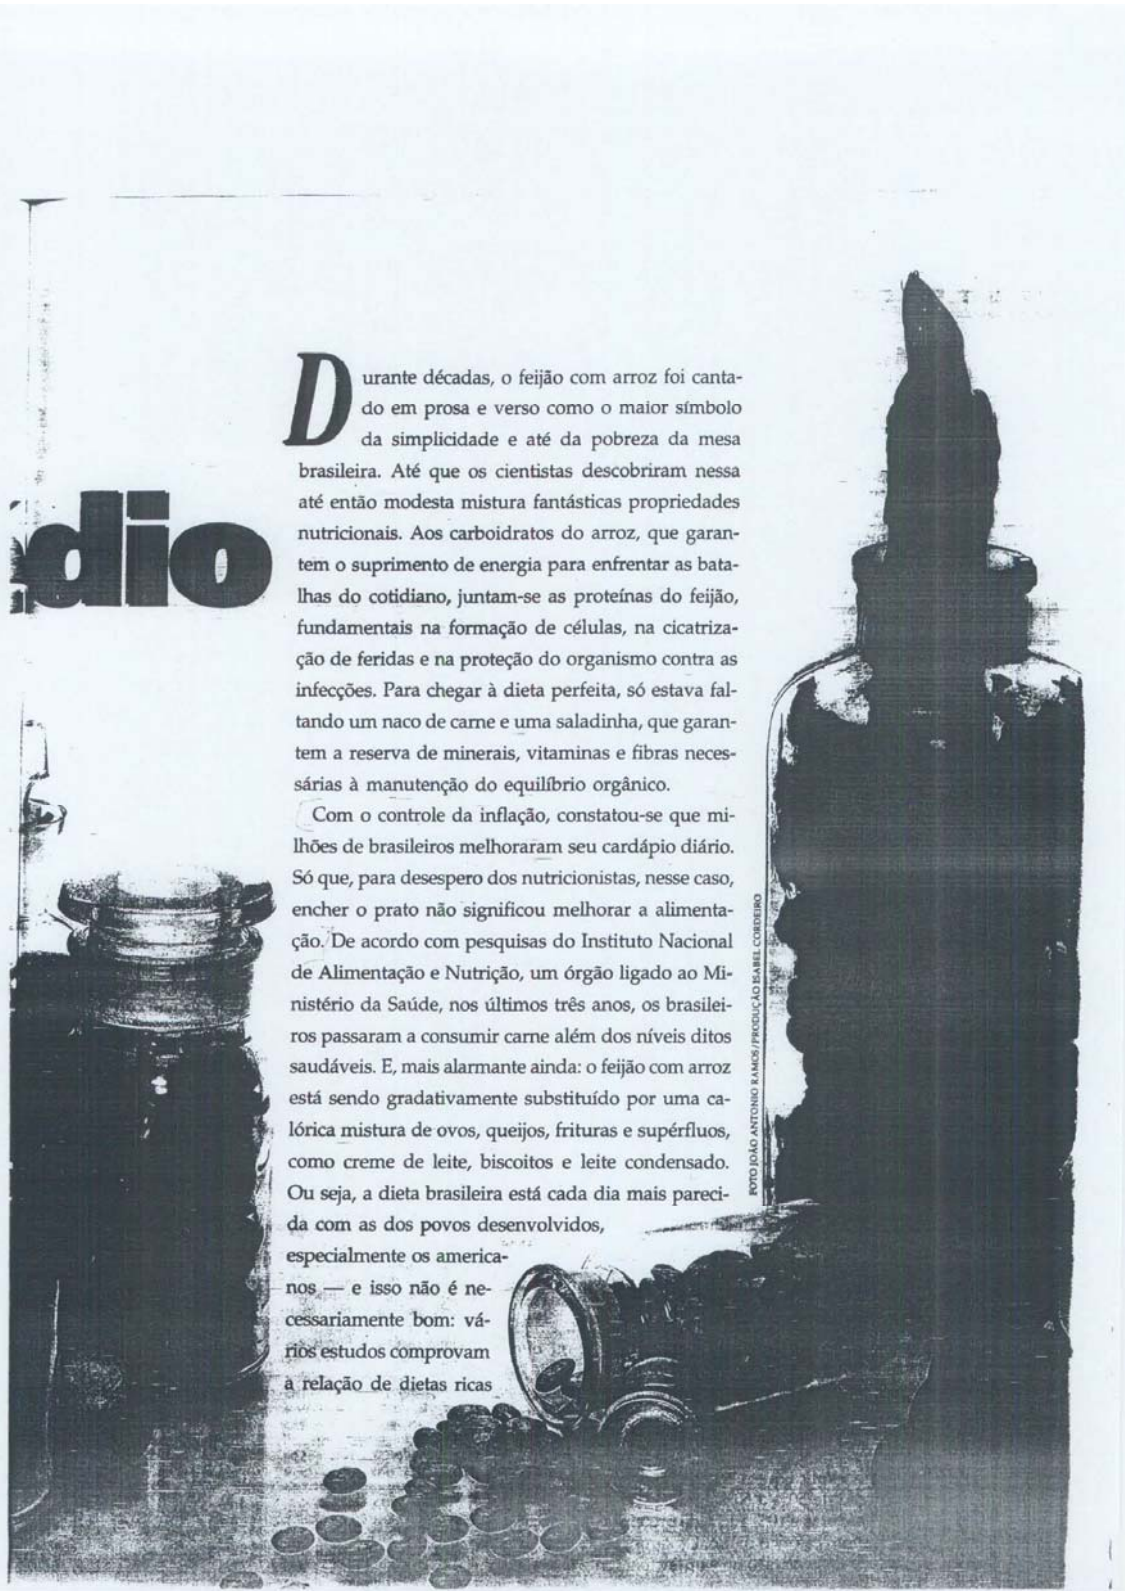 dio
Durante décadas, o feijão com arroz foi canta-
do em prosa e verso como o maior símbolo
da simplicidade e até da pobreza da mesa
brasileira. Até que os cientistas descobriram nessa
até então modesta mistura fantásticas propriedades
nutricionais. Aos carboidratos do arroz, que garan-
tem o suprimento de energia para enfrentar as bata-
lhas do cotidiano, juntam-se as proteínas do feijão,
fundamentais na formação de células, na cicatriza-
ção de feridas e na proteção do organismo contra as
infecções. Para chegar à dieta perfeita, só estava fal-
tando um naco de carne e uma saladinha, que garan-
tem a reserva de minerais, vitaminas e fibras neces-
sárias à manutenção do equilíbrio orgânico.
Com o controle da inflação, constatou-se que mi-
lhões de brasileiros melhoraram seu cardápio diário.
Só que, para desespero dos nutricionistas, nesse caso,
encher o prato não significou melhorar a alimenta-
ção. De acordo com pesquisas do Instituto Nacional
de Alimentação e Nutrição, um órgão ligado ao Mi-
nistério da Saúde, nos últimos três anos, os brasilei-
ros passaram a consumir carne além dos níveis ditos
saudáveis. E, mais alarmante ainda: o feijão com arroz
está sendo gradativamente substituído por uma ca-
lórica mistura de ovos, queijos, frituras e supérfluos,
como creme de leite, biscoitos e leite condensado.
Ou seja, a dieta brasileira está cada dia mais pareci-
da com as dos povos desenvolvidos,
especialmente os america-
nos — e isso não é ne-
cessariamente bom: vá-
rios estudos comprovam
a relação de dietas ricas
FOTO JOÃO ANTONIO RAMOS/PRODUÇÃO ISABEL CORDEIRO